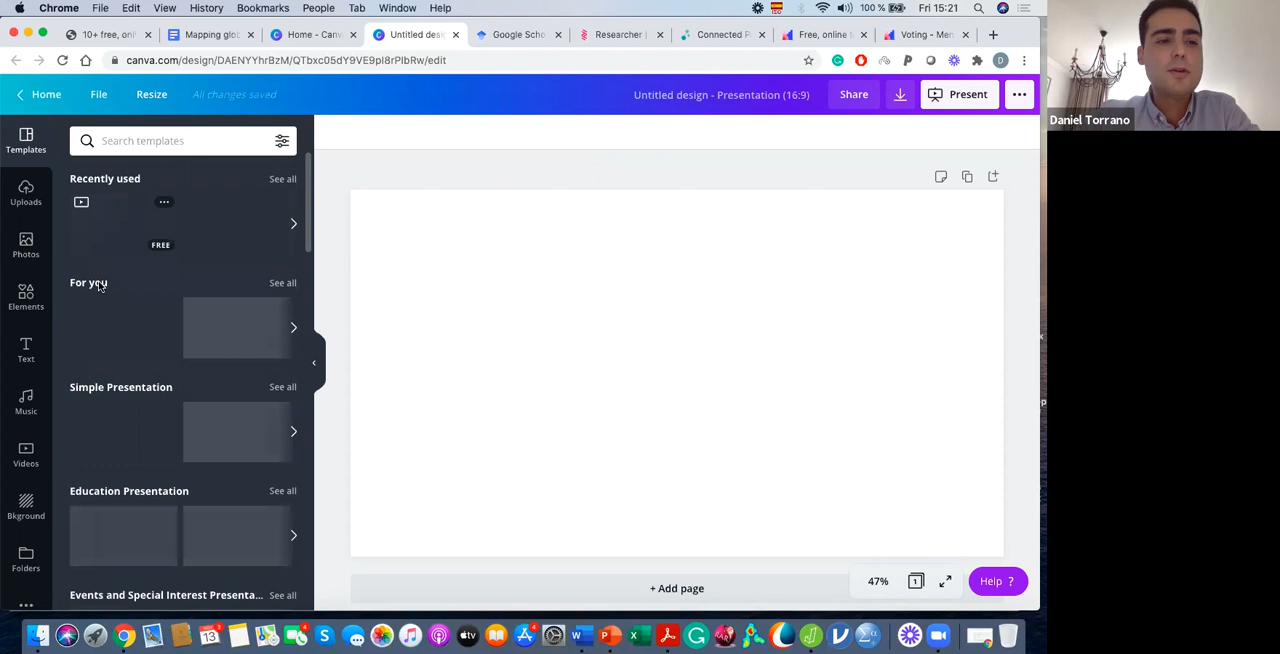 Chrome File Edit View History Bookmarks People Tab Window Help 100 % Fri 15:21
10+ free, onl Mapping glob Home - Canv Untitled desig Google Scho Researcher Connected P Free, online Voting - Men
canva.com/design/DAENYYhrBzM/QTbxc05dY9VE9pI8rPIbRw/edit
Home File Resize All changes saved Untitled design - Presentation (16:9) Share Present
Daniel Torrano
Templates
Search templates
Recently used See all
Uploads
FREE
Photos
For you See all
Elements
Text
Simple Presentation See all
Music
Videos
Education Presentation See all
Bkground
Folders
Events and Special Interest Presenta... See all
+ Add page
47% 1 Help ?